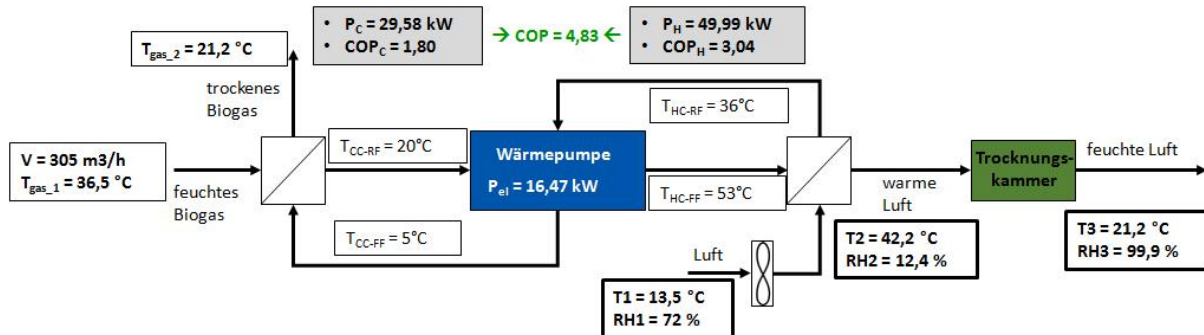 • P_C = 29,58 kW
• COP_C = 1,80
→ COP = 4,83 ←
• P_H = 49,99 kW
• COP_H = 3,04
T_gas_2 = 21,2 °C
trockenes
Biogas
T_HC-RF = 36°C
V = 305 m3/h
T_gas_1 = 36,5 °C
feuchtes
Biogas
T_CC-RF = 20°C
Wärmepumpe
P_el = 16,47 kW
T_HC-FF = 53°C
warme
Luft
Trocknungs-
kammer
feuchte Luft
T_CC-FF = 5°C
Luft
T1 = 13,5 °C
RH1 = 72 %
T2 = 42,2 °C
RH2 = 12,4 %
T3 = 21,2 °C
RH3 = 99,9 %